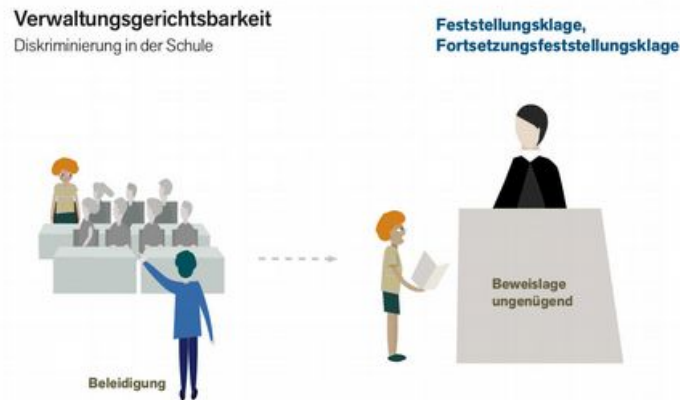 Verwaltungsgerichtsbarkeit
Diskriminierung in der Schule
Feststellungsklage,
Fortsetzungsfeststellungsklage
Beleidigung
Beweislage
ungenügend